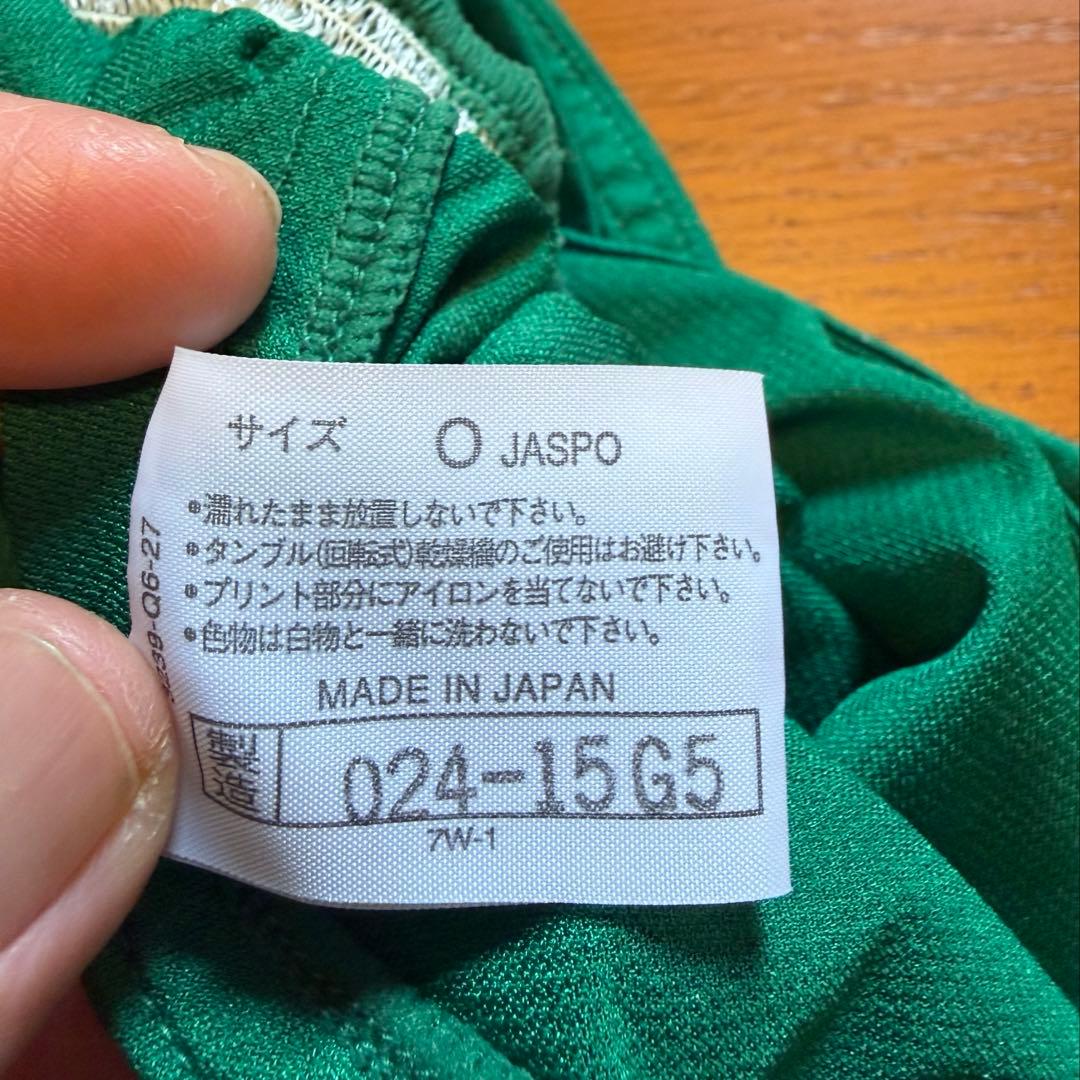 サイズ O JASPO
•濡れたまま放置しないで下さい。
•タンブル(回転式)乾燥機のご使用はお避け下さい。
•プリント部分にアイロンを当てないで下さい。
•色物は白物と一緒に洗わないで下さい。
MADE IN JAPAN
製造 024-15G5
7W-1
39-Q6-27